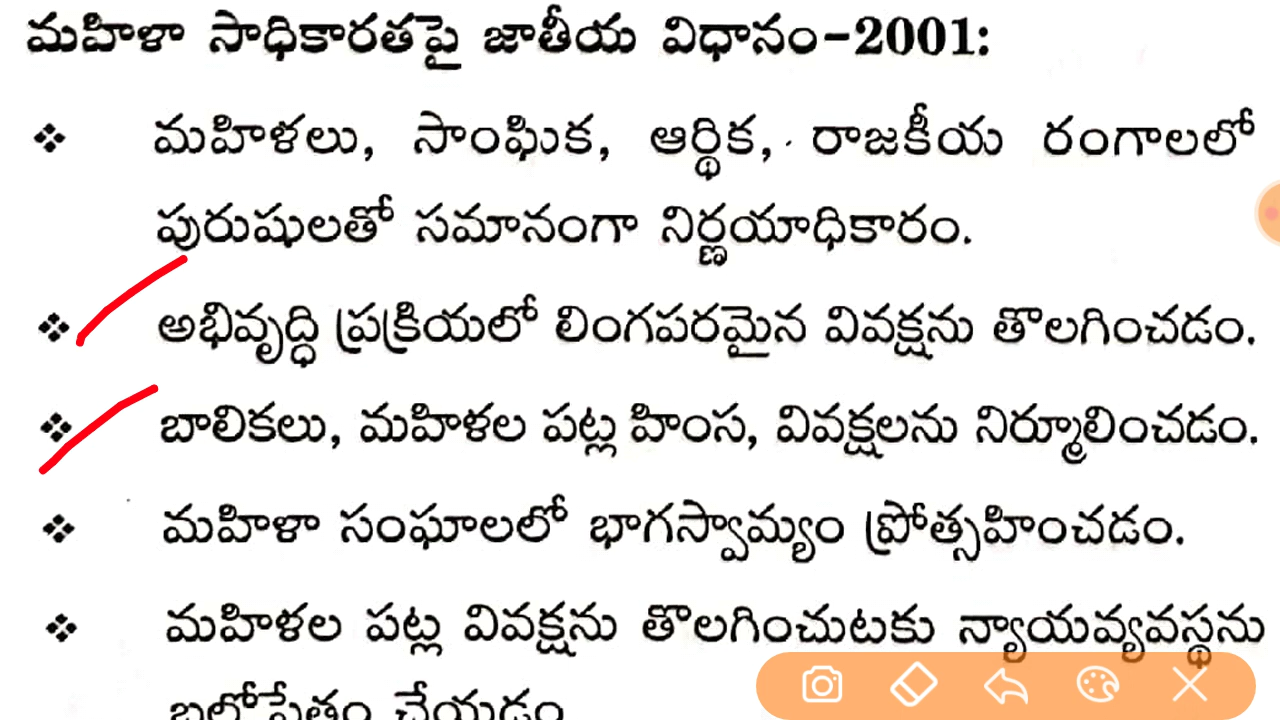 మహిళా సాధికారతపై జాతీయ విధానం-2001:
❖ మహిళలు, సాంఘిక, ఆర్థిక, రాజకీయ రంగాలలో
పురుషులతో సమానంగా నిర్ణయాధికారం.
❖ అభివృద్ధి ప్రక్రియలో లింగపరమైన వివక్షను తొలగించడం.
❖ బాలికలు, మహిళల పట్ల హింస, వివక్షలను నిర్మూలించడం.
❖ మహిళా సంఘాలలో భాగస్వామ్యం ప్రోత్సహించడం.
❖ మహిళల పట్ల వివక్షను తొలగించుటకు న్యాయవ్యవస్థను
బలోపేతం చేయడం